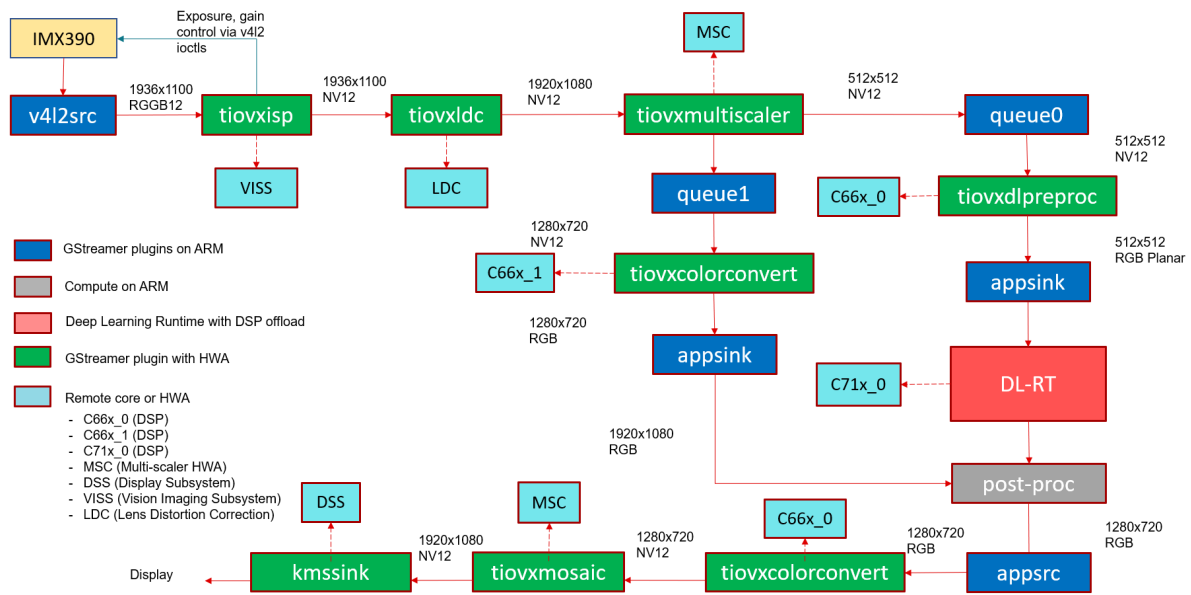 Exposure, gain
control via v4l2
ioctls
IMX390
MSC
1936x1100
RGGB12
1936x1100
NV12
1920x1080
NV12
512x512
NV12
v4l2src
tiovxisp
tiovxldc
tiovxmultiscaler
queue0
512x512
NV12
VISS
LDC
queue1
C66x_0
tiovxdlpreproc
1280x720
NV12
512x512
RGB Planar
GStreamer plugins on ARM
C66x_1
tiovxcolorconvert
appsink
Compute on ARM
1280x720
RGB
Deep Learning Runtime with DSP offload
appsink
GStreamer plugin with HWA
C71x_0
DL-RT
Remote core or HWA
- C66x_0 (DSP)
- C66x_1 (DSP)
- C71x_0 (DSP)
- MSC (Multi-scaler HWA)
- DSS (Display Subsystem)
- VISS (Vision Imaging Subsystem)
- LDC (Lens Distortion Correction)
1920x1080
RGB
post-proc
DSS
MSC
C66x_0
1920x1080
NV12
1280x720
NV12
1280x720
RGB
1280x720
RGB
Display
kmssink
tiovxmosaic
tiovxcolorconvert
appsrc